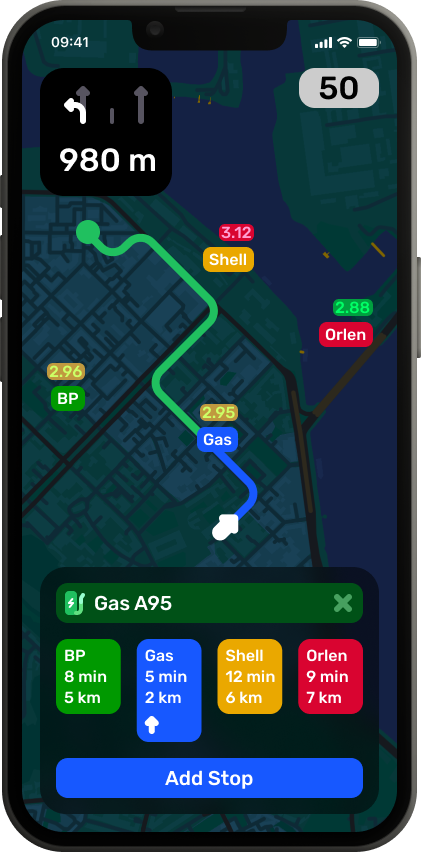 09:41
50
980 m
3.12
Shell
2.88
Orlen
2.96
BP
2.95
Gas
Gas A95
BP
8 min
5 km
Gas
5 min
2 km
Shell
12 min
6 km
Orlen
9 min
7 km
Add Stop